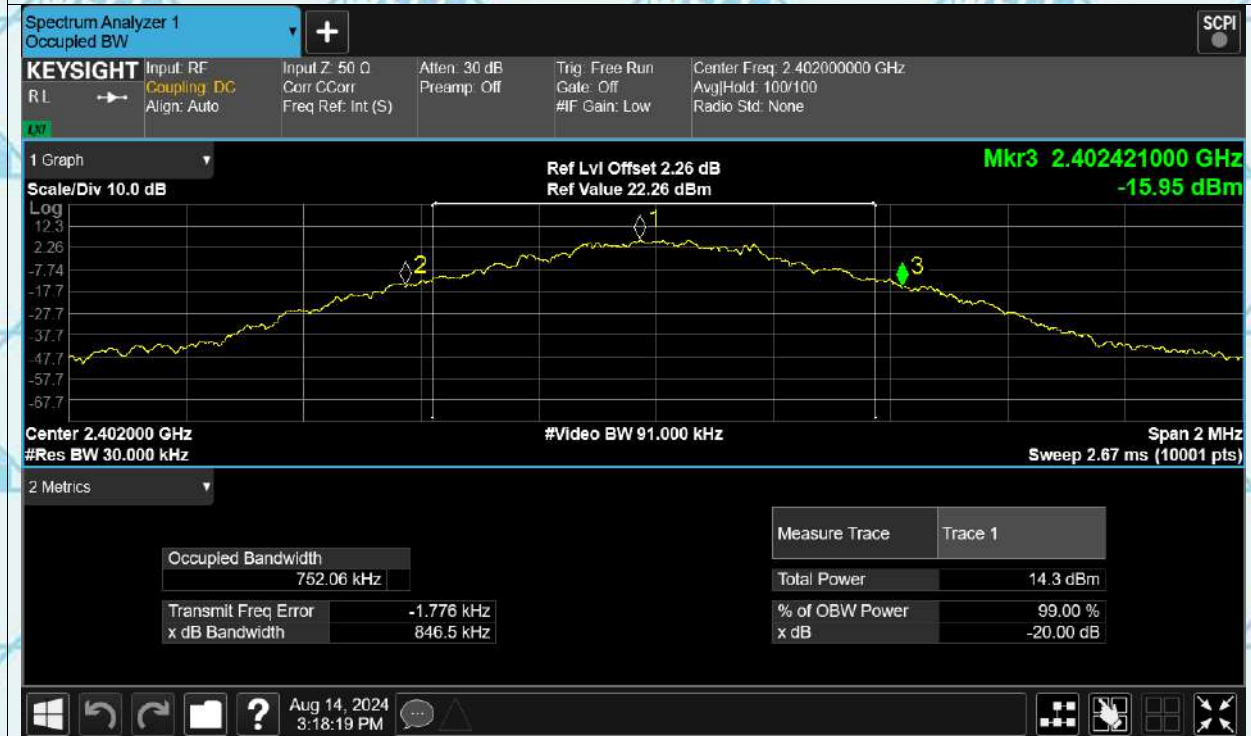 Spectrum Analyzer 1
Occupied BW
SCPI
KEYSIGHT
RL
LXI
Input: RF
Coupling: DC
Align: Auto
Input Z: 50 Ω
Corr CCorr
Freq Ref: Int (S)
Atten: 30 dB
Preamp: Off
Trig: Free Run
Gate: Off
#IF Gain: Low
Center Freq: 2.402000000 GHz
Avg|Hold: 100/100
Radio Std: None
1 Graph
Scale/Div 10.0 dB
Ref Lvl Offset 2.26 dB
Ref Value 22.26 dBm
Mkr3 2.402421000 GHz
-15.95 dBm
Log
12.3
2.26
-7.74
-17.7
-27.7
-37.7
-47.7
-57.7
-67.7
1
2
3
Center 2.402000 GHz
#Video BW 91.000 kHz
Span 2 MHz
#Res BW 30.000 kHz
Sweep 2.67 ms (10001 pts)
2 Metrics
Measure Trace Trace 1
Occupied Bandwidth
752.06 kHz
Total Power 14.3 dBm
Transmit Freq Error -1.776 kHz
% of OBW Power 99.00 %
x dB Bandwidth 846.5 kHz
x dB -20.00 dB
?
Aug 14, 2024
3:18:19 PM